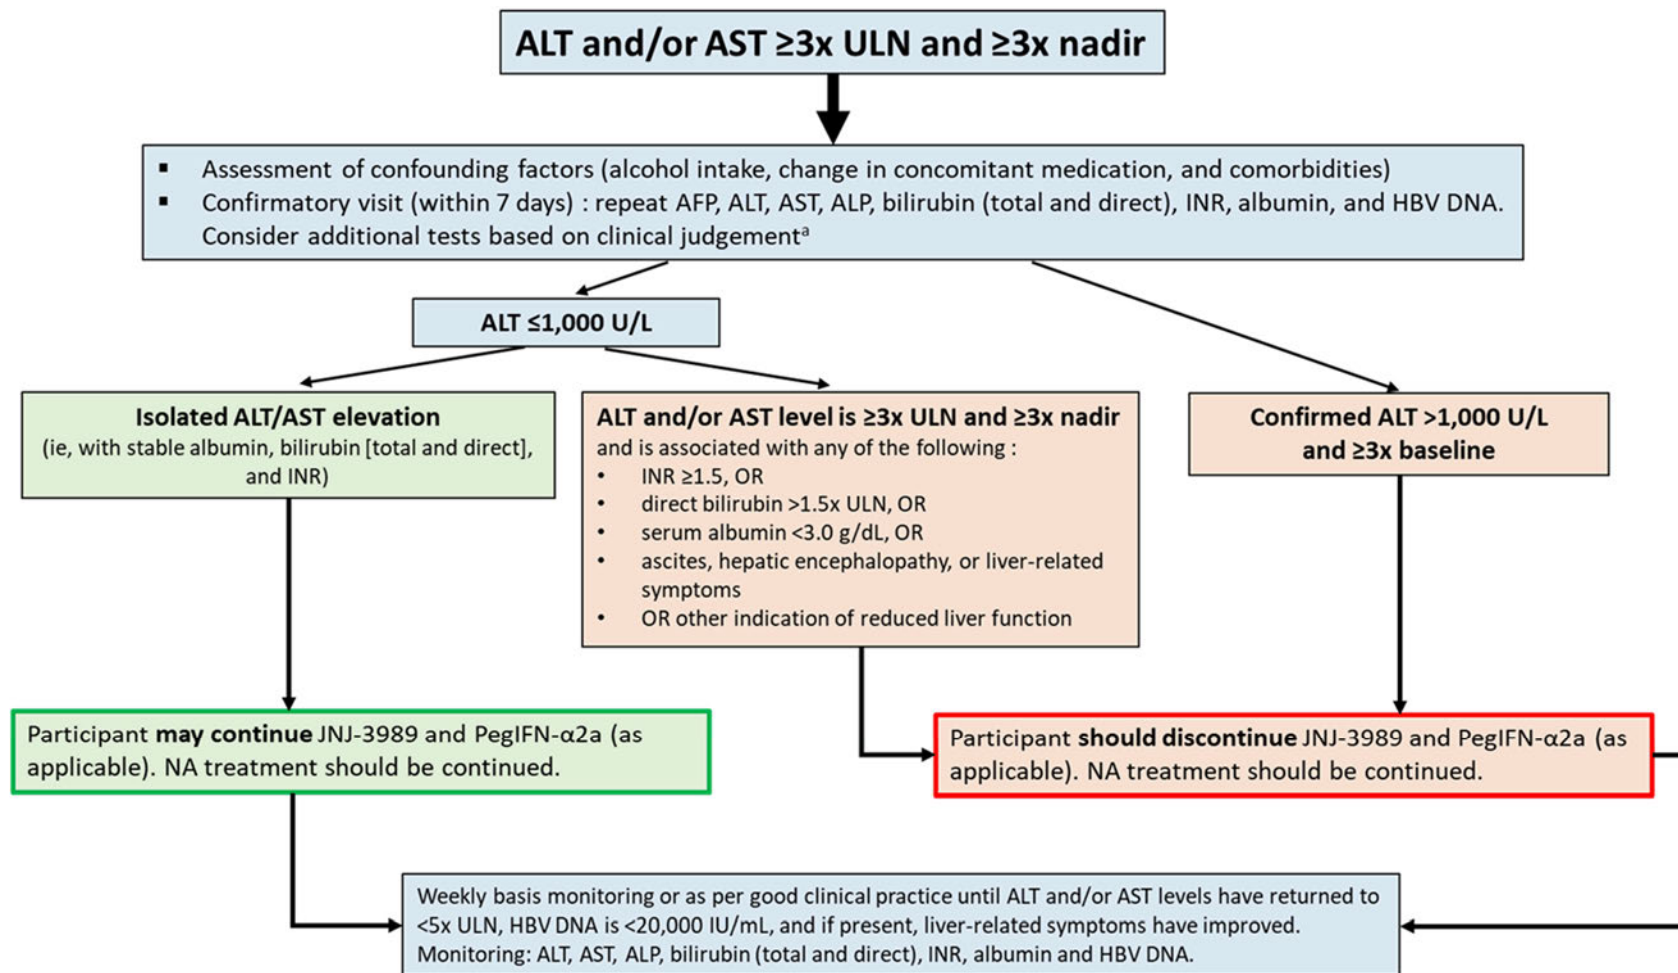 ALT and/or AST ≥3x ULN and ≥3x nadir
▪ Assessment of confounding factors (alcohol intake, change in concomitant medication, and comorbidities)
▪ Confirmatory visit (within 7 days) : repeat AFP, ALT, AST, ALP, bilirubin (total and direct), INR, albumin, and HBV DNA.
Consider additional tests based on clinical judgementᵃ
ALT ≤1,000 U/L
Isolated ALT/AST elevation
(ie, with stable albumin, bilirubin [total and direct],
and INR)
ALT and/or AST level is ≥3x ULN and ≥3x nadir
and is associated with any of the following :
• INR ≥1.5, OR
• direct bilirubin >1.5x ULN, OR
• serum albumin <3.0 g/dL, OR
• ascites, hepatic encephalopathy, or liver-related
symptoms
• OR other indication of reduced liver function
Confirmed ALT >1,000 U/L
and ≥3x baseline
Participant may continue JNJ-3989 and PegIFN-α2a (as
applicable). NA treatment should be continued.
Participant should discontinue JNJ-3989 and PegIFN-α2a (as
applicable). NA treatment should be continued.
Weekly basis monitoring or as per good clinical practice until ALT and/or AST levels have returned to
<5x ULN, HBV DNA is <20,000 IU/mL, and if present, liver-related symptoms have improved.
Monitoring: ALT, AST, ALP, bilirubin (total and direct), INR, albumin and HBV DNA.